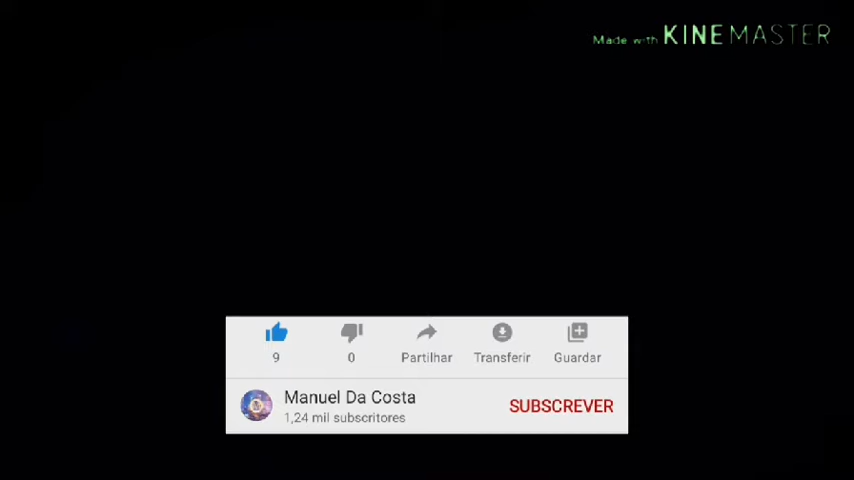 Made with KINEMASTER
9 0 Partilhar Transferir Guardar
Manuel Da Costa
1,24 mil subscritores
SUBSCREVER